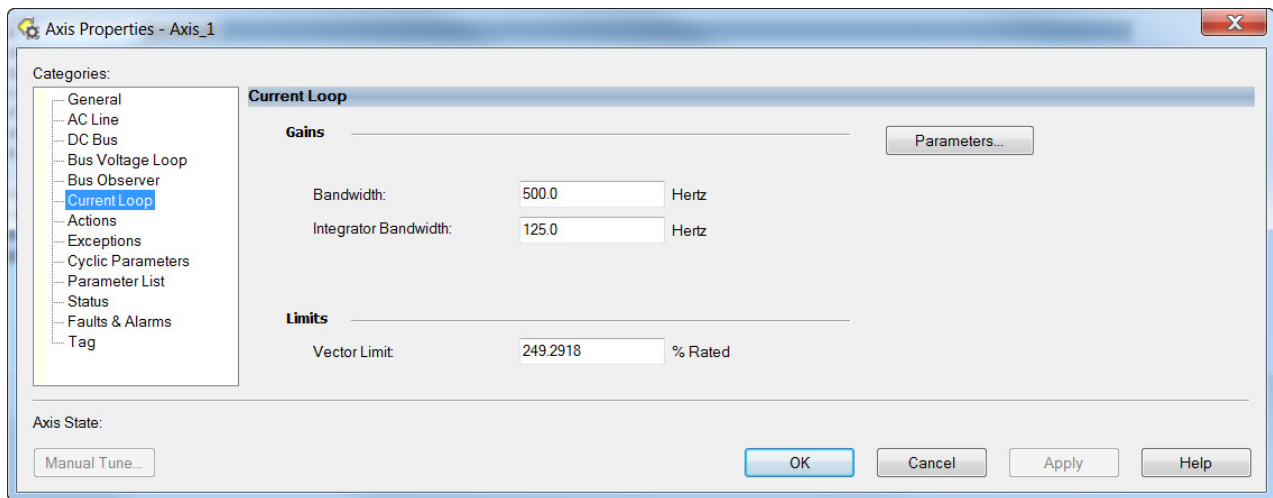 Axis Properties - Axis_1
Categories:
General
AC Line
DC Bus
Bus Voltage Loop
Bus Observer
Current Loop
Actions
Exceptions
Cyclic Parameters
Parameter List
Status
Faults & Alarms
Tag
Current Loop
Gains
Parameters...
Bandwidth: 500.0 Hertz
Integrator Bandwidth: 125.0 Hertz
Limits
Vector Limit: 249.2918 % Rated
Axis State:
Manual Tune... OK Cancel Apply Help